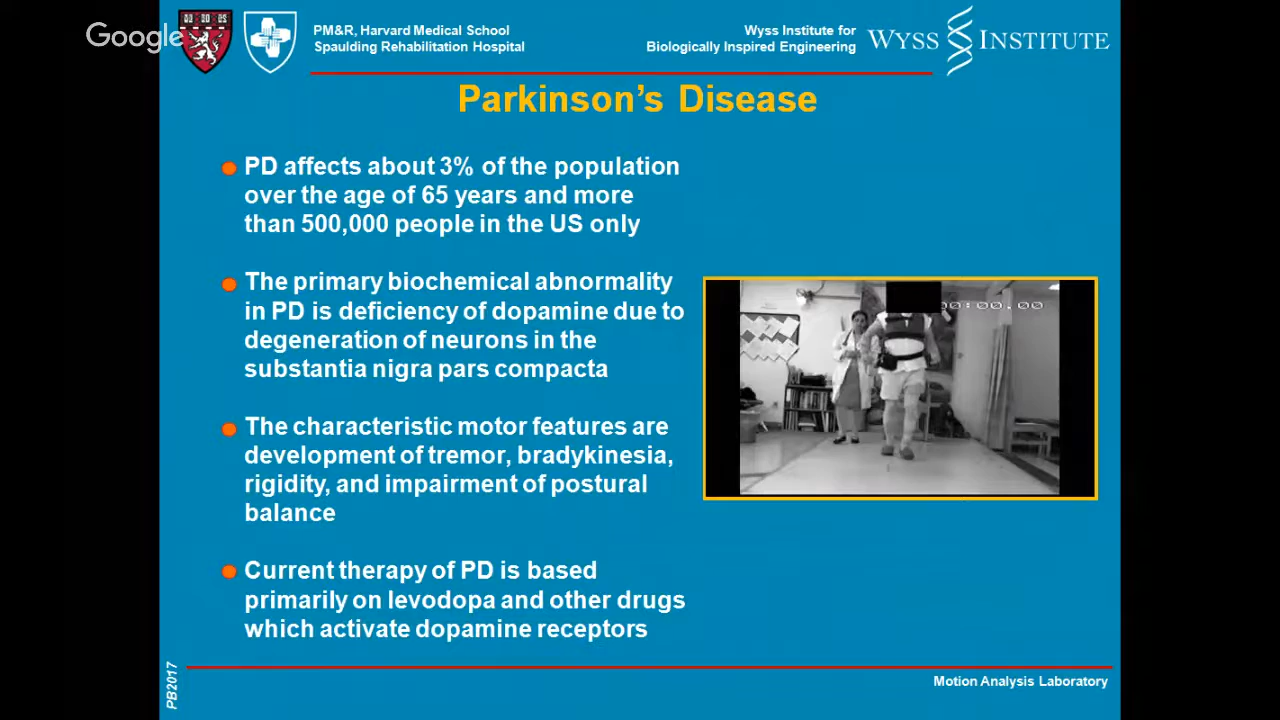 Google
PM&R, Harvard Medical School
Spaulding Rehabilitation Hospital
Wyss Institute for
Biologically Inspired Engineering
WYSS INSTITUTE
Parkinson's Disease
PD affects about 3% of the population
over the age of 65 years and more
than 500,000 people in the US only
The primary biochemical abnormality
in PD is deficiency of dopamine due to
degeneration of neurons in the
substantia nigra pars compacta
The characteristic motor features are
development of tremor, bradykinesia,
rigidity, and impairment of postural
balance
Current therapy of PD is based
primarily on levodopa and other drugs
which activate dopamine receptors
00:00.00
PB2017
Motion Analysis Laboratory